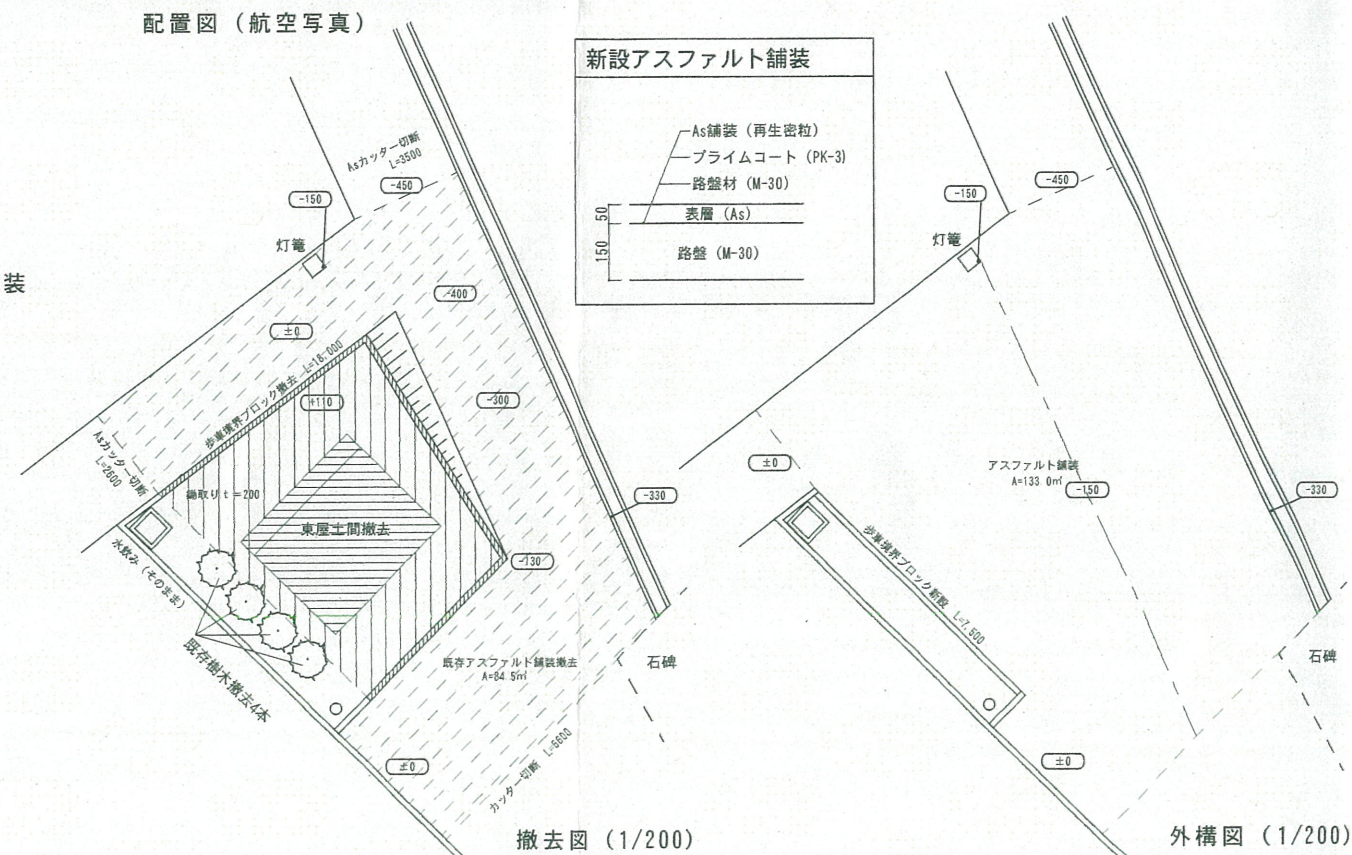 配置図（航空写真）
装
Asカッター切断
L=3500
-450
-150
灯篭
-400
±0
歩車境界ブロック撤去 L=18,000
+110
-300
Asカッター切断
L=2600
鋤取りｔ＝200
東屋土間撤去
-330
水飲み（そのまま）
-130
既存樹木撤去4本
既存アスファルト舗装撤去
A=84.5㎡
石碑
カッター切断 L=6600
±0
撤去図（1/200）
新設アスファルト舗装
As舗装（再生密粒）
プライムコート（PK-3）
路盤材（M-30）
50
表層（As）
150
路盤（M-30）
-450
-150
灯篭
±0
アスファルト舗装
A=133.0㎡
-150
-330
歩車境界ブロック新設 L=7,600
石碑
±0
外構図（1/200）